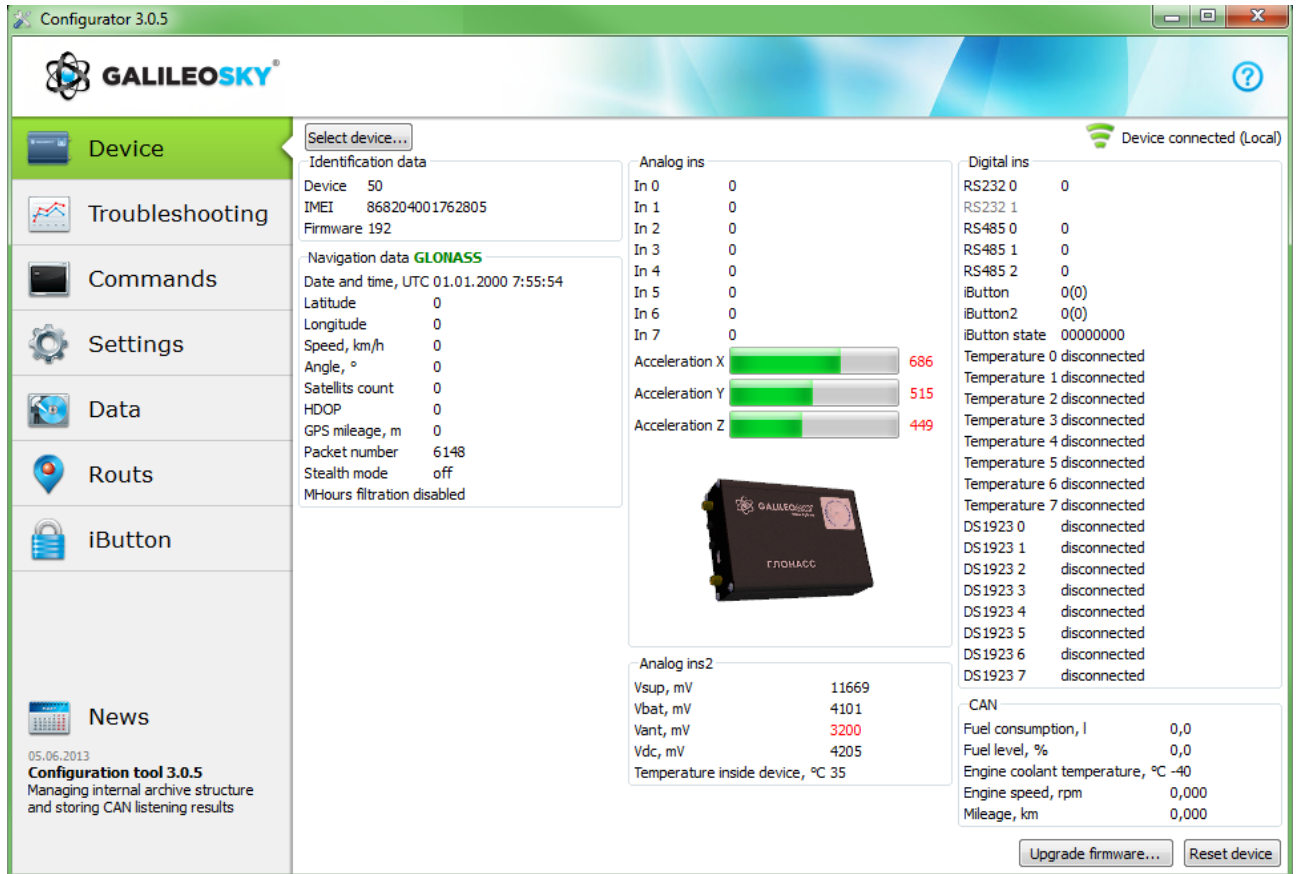 Configurator 3.0.5
GALILEOSKY®
?
Device
Troubleshooting
Commands
Settings
Data
Routs
iButton
News
05.06.2013
Configuration tool 3.0.5
Managing internal archive structure
and storing CAN listening results
Select device...
Device connected (Local)
Identification data
Device 50
IMEI 868204001762805
Firmware 192
Navigation data GLONASS
Date and time, UTC 01.01.2000 7:55:54
Latitude 0
Longitude 0
Speed, km/h 0
Angle, ° 0
Satellits count 0
HDOP 0
GPS mileage, m 0
Packet number 6148
Stealth mode off
MHours filtration disabled
Analog ins
In 0 0
In 1 0
In 2 0
In 3 0
In 4 0
In 5 0
In 6 0
In 7 0
Acceleration X 686
Acceleration Y 515
Acceleration Z 449
GALILEOSKY
ГЛОНАСС
Analog ins2
Vsup, mV 11669
Vbat, mV 4101
Vant, mV 3200
Vdc, mV 4205
Temperature inside device, °C 35
Digital ins
RS232 0 0
RS232 1
RS485 0 0
RS485 1 0
RS485 2 0
iButton 0(0)
iButton2 0(0)
iButton state 00000000
Temperature 0 disconnected
Temperature 1 disconnected
Temperature 2 disconnected
Temperature 3 disconnected
Temperature 4 disconnected
Temperature 5 disconnected
Temperature 6 disconnected
Temperature 7 disconnected
DS1923 0 disconnected
DS1923 1 disconnected
DS1923 2 disconnected
DS1923 3 disconnected
DS1923 4 disconnected
DS1923 5 disconnected
DS1923 6 disconnected
DS1923 7 disconnected
CAN
Fuel consumption, l 0,0
Fuel level, % 0,0
Engine coolant temperature, °C -40
Engine speed, rpm 0,000
Mileage, km 0,000
Upgrade firmware...
Reset device